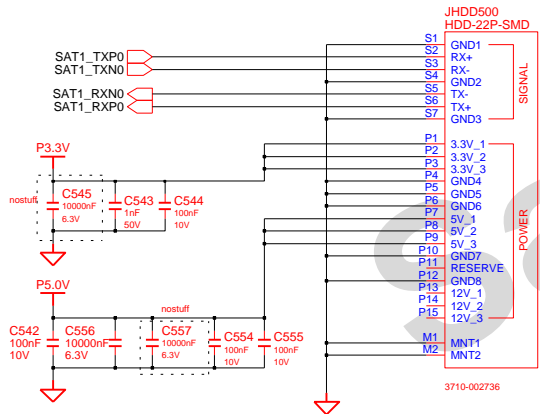 JHDD500
HDD-22P-SMD
S1 GND1
SAT1_TXP0 S2 RX+
SAT1_TXN0 S3 RX-
S4 GND2
SAT1_RXN0 S5 TX-
SAT1_RXP0 S6 TX+
S7 GND3
SIGNAL
P3.3V
P1 3.3V_1
P2 3.3V_2
P3 3.3V_3
P4 GND4
P5 GND5
P6 GND6
P7 5V_1
P8 5V_2
P9 5V_3
P10 GND7
P11 RESERVE
P12 GND8
P13 12V_1
P14 12V_2
P15 12V_3
POWER
M1 MNT1
M2 MNT2
3710-002736
nostuff
C545
10000nF
6.3V
C543
1nF
50V
C544
100nF
10V
P5.0V
nostuff
C542
100nF
10V
C556
10000nF
6.3V
C557
10000nF
6.3V
C554
100nF
10V
C555
100nF
10V